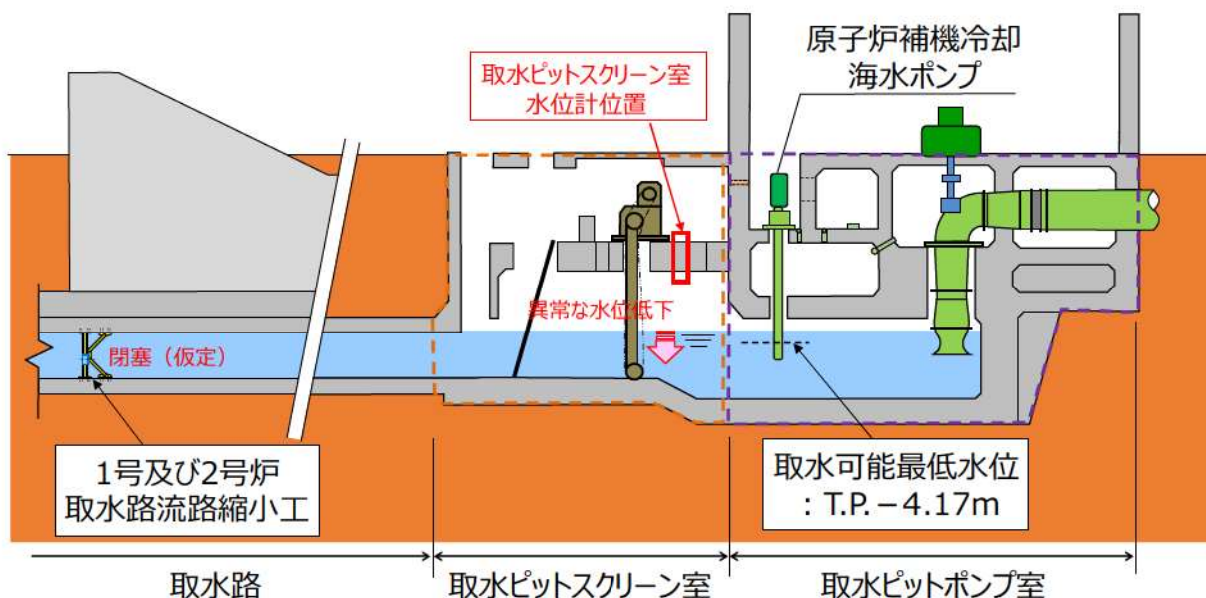 取水ピットスクリーン室
水位計位置
原子炉補機冷却
海水ポンプ
異常な水位低下
閉塞（仮定）
1号及び2号炉
取水路流路縮小工
取水可能最低水位
：T.P.－4.17m
取水路
取水ピットスクリーン室
取水ピットポンプ室